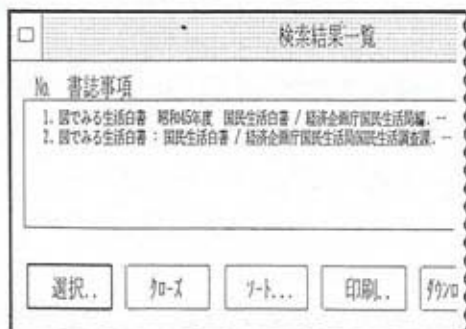 検索結果一覧
No. 書誌事項
1. 図でみる生活白書 昭和45年度 国民生活白書 / 経済企画庁国民生活局編. --
2. 図でみる生活白書 : 国民生活白書 / 経済企画庁国民生活局国民生活調査課. --
選択.. クローズ ソート... 印刷.. ダウンロ